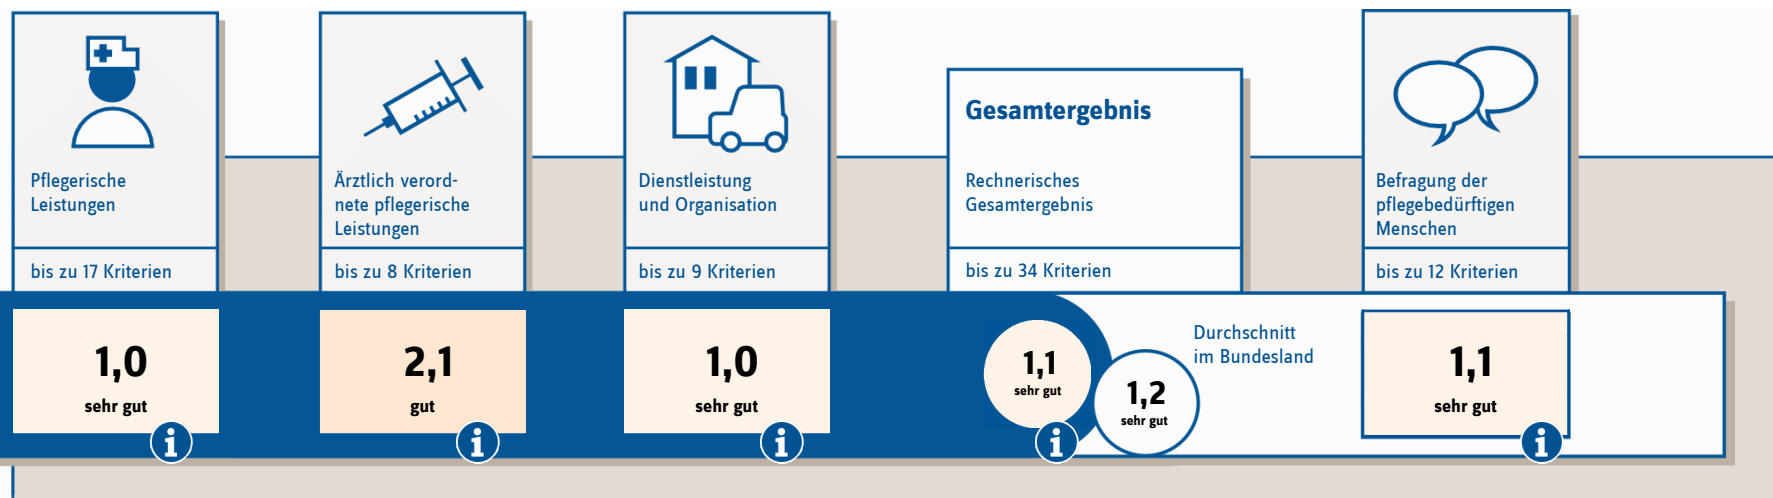 Pflegerische
Leistungen
bis zu 17 Kriterien
1,0
sehr gut
i
Ärztlich verord-
nete pflegerische
Leistungen
bis zu 8 Kriterien
2,1
gut
i
Dienstleistung
und Organisation
bis zu 9 Kriterien
1,0
sehr gut
i
Gesamtergebnis
Rechnerisches
Gesamtergebnis
bis zu 34 Kriterien
1,1
sehr gut
i
1,2
sehr gut
Durchschnitt
im Bundesland
Befragung der
pflegebedürftigen
Menschen
bis zu 12 Kriterien
1,1
sehr gut
i